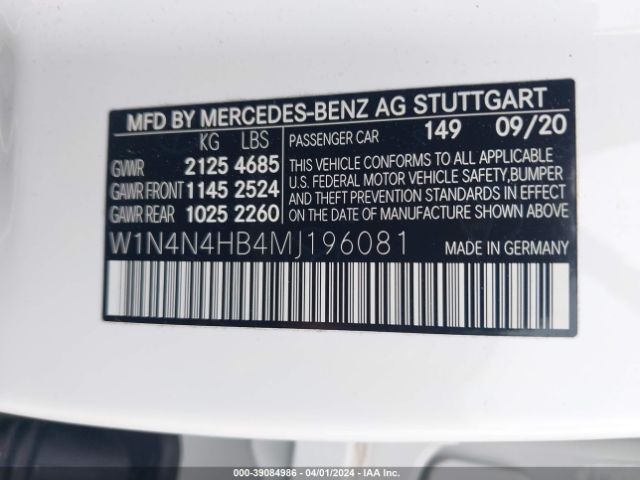 MFD BY MERCEDES-BENZ AG STUTTGART
KG LBS PASSENGER CAR 149 09/20
GVWR 2125 4685 THIS VEHICLE CONFORMS TO ALL APPLICABLE
U.S. FEDERAL MOTOR VEHICLE SAFETY,BUMPER
GAWR FRONT 1145 2524 AND THEFT PREVENTION STANDARDS IN EFFECT
GAWR REAR 1025 2260 ON THE DATE OF MANUFACTURE SHOWN ABOVE
W1N4N4HB4MJ196081 MADE IN GERMANY
000-39084986 - 04/01/2024 - IAA Inc.